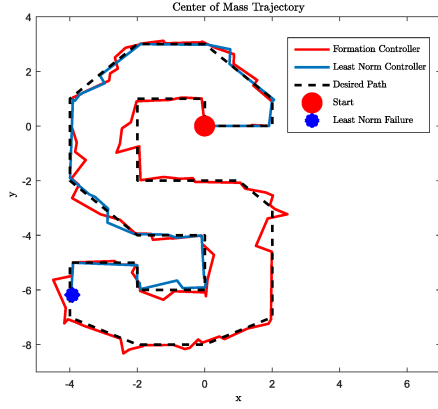 Center of Mass Trajectory
4
2
0
-2
-4
-6
-8
y
-4
-2
0
2
4
6
x
Formation Controller
Least Norm Controller
Desired Path
Start
Least Norm Failure